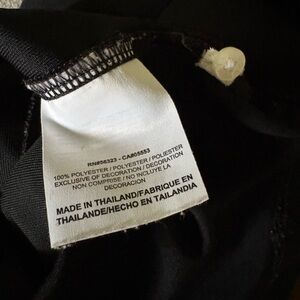 RN#56323 - CA#05553
100% POLYESTER / POLYESTER / POLIESTER
EXCLUSIVE OF DECORATION / DECORATION
NON COMPRISE / NO INCLUYE LA
DECORACION
MADE IN THAILAND/FABRIQUE EN
THAILANDE/HECHO EN TAILANDIA